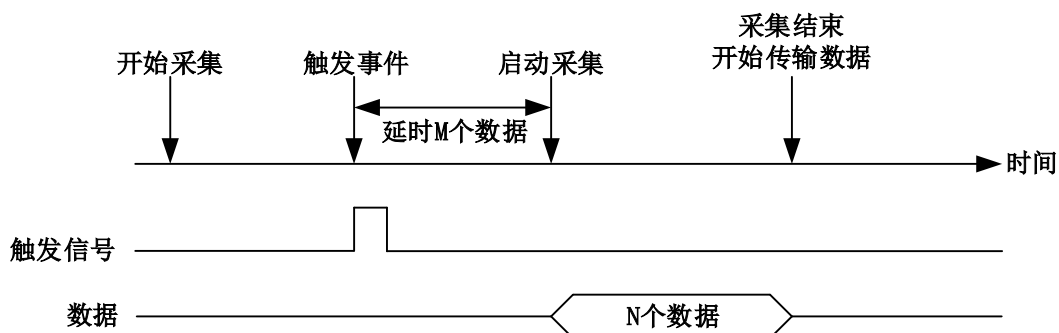 采集结束
开始传输数据
开始采集
触发事件
启动采集
延时M个数据
时间
触发信号
数据
N个数据